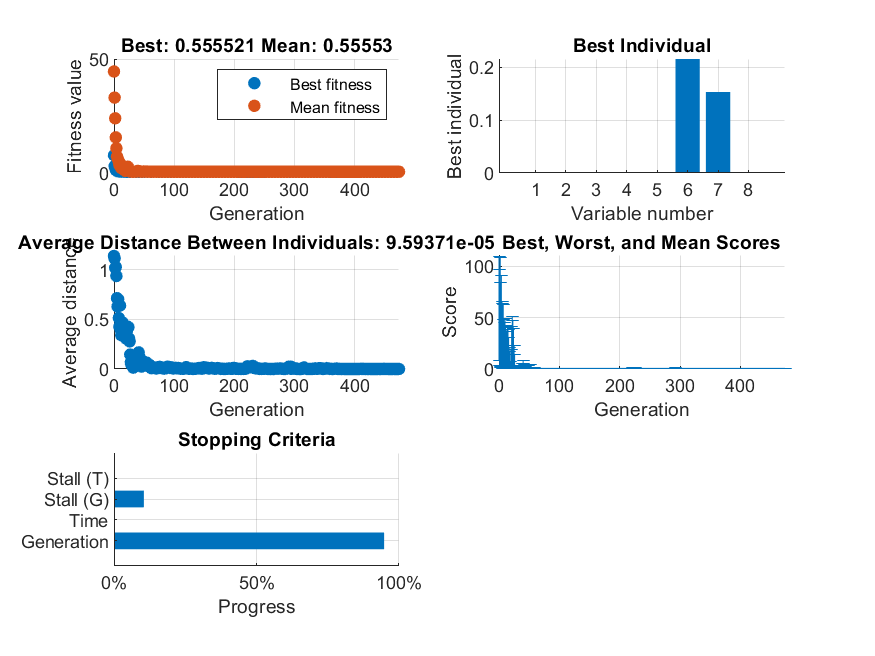 Best: 0.555521 Mean: 0.55553
Fitness value
50
0
Best fitness
Mean fitness
0 100 200 300 400
Generation
Best Individual
Best individual
0.2
0.1
0
1 2 3 4 5 6 7 8
Variable number
Average Distance Between Individuals: 9.59371e-05
Average distance
1
0.5
0
0 100 200 300 400
Generation
Best, Worst, and Mean Scores
Score
100
50
0
0 100 200 300 400
Generation
Stopping Criteria
Stall (T)
Stall (G)
Time
Generation
0% 50% 100%
Progress